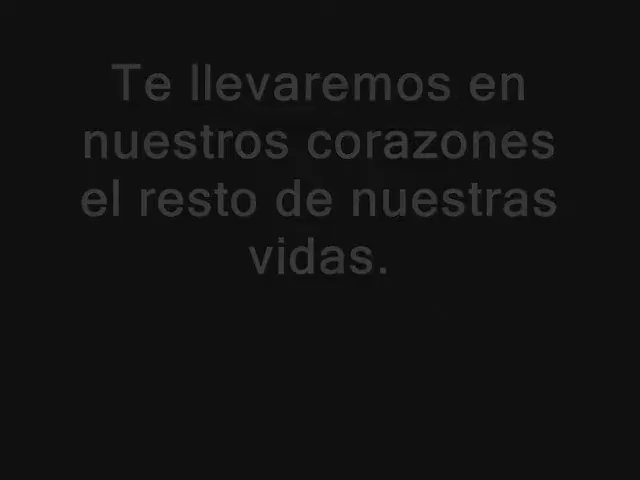 Te llevaremos en
nuestros corazones
el resto de nuestras
vidas.